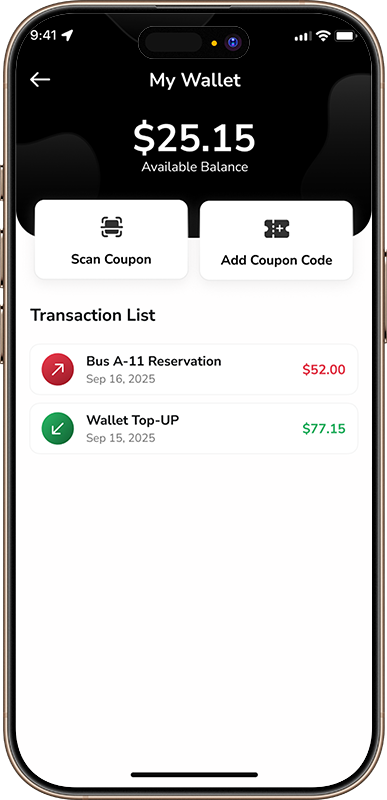 9:41
My Wallet
$25.15
Available Balance
Scan Coupon
Add Coupon Code
Transaction List
Bus A-11 Reservation
Sep 16, 2025
$52.00
Wallet Top-UP
Sep 15, 2025
$77.15